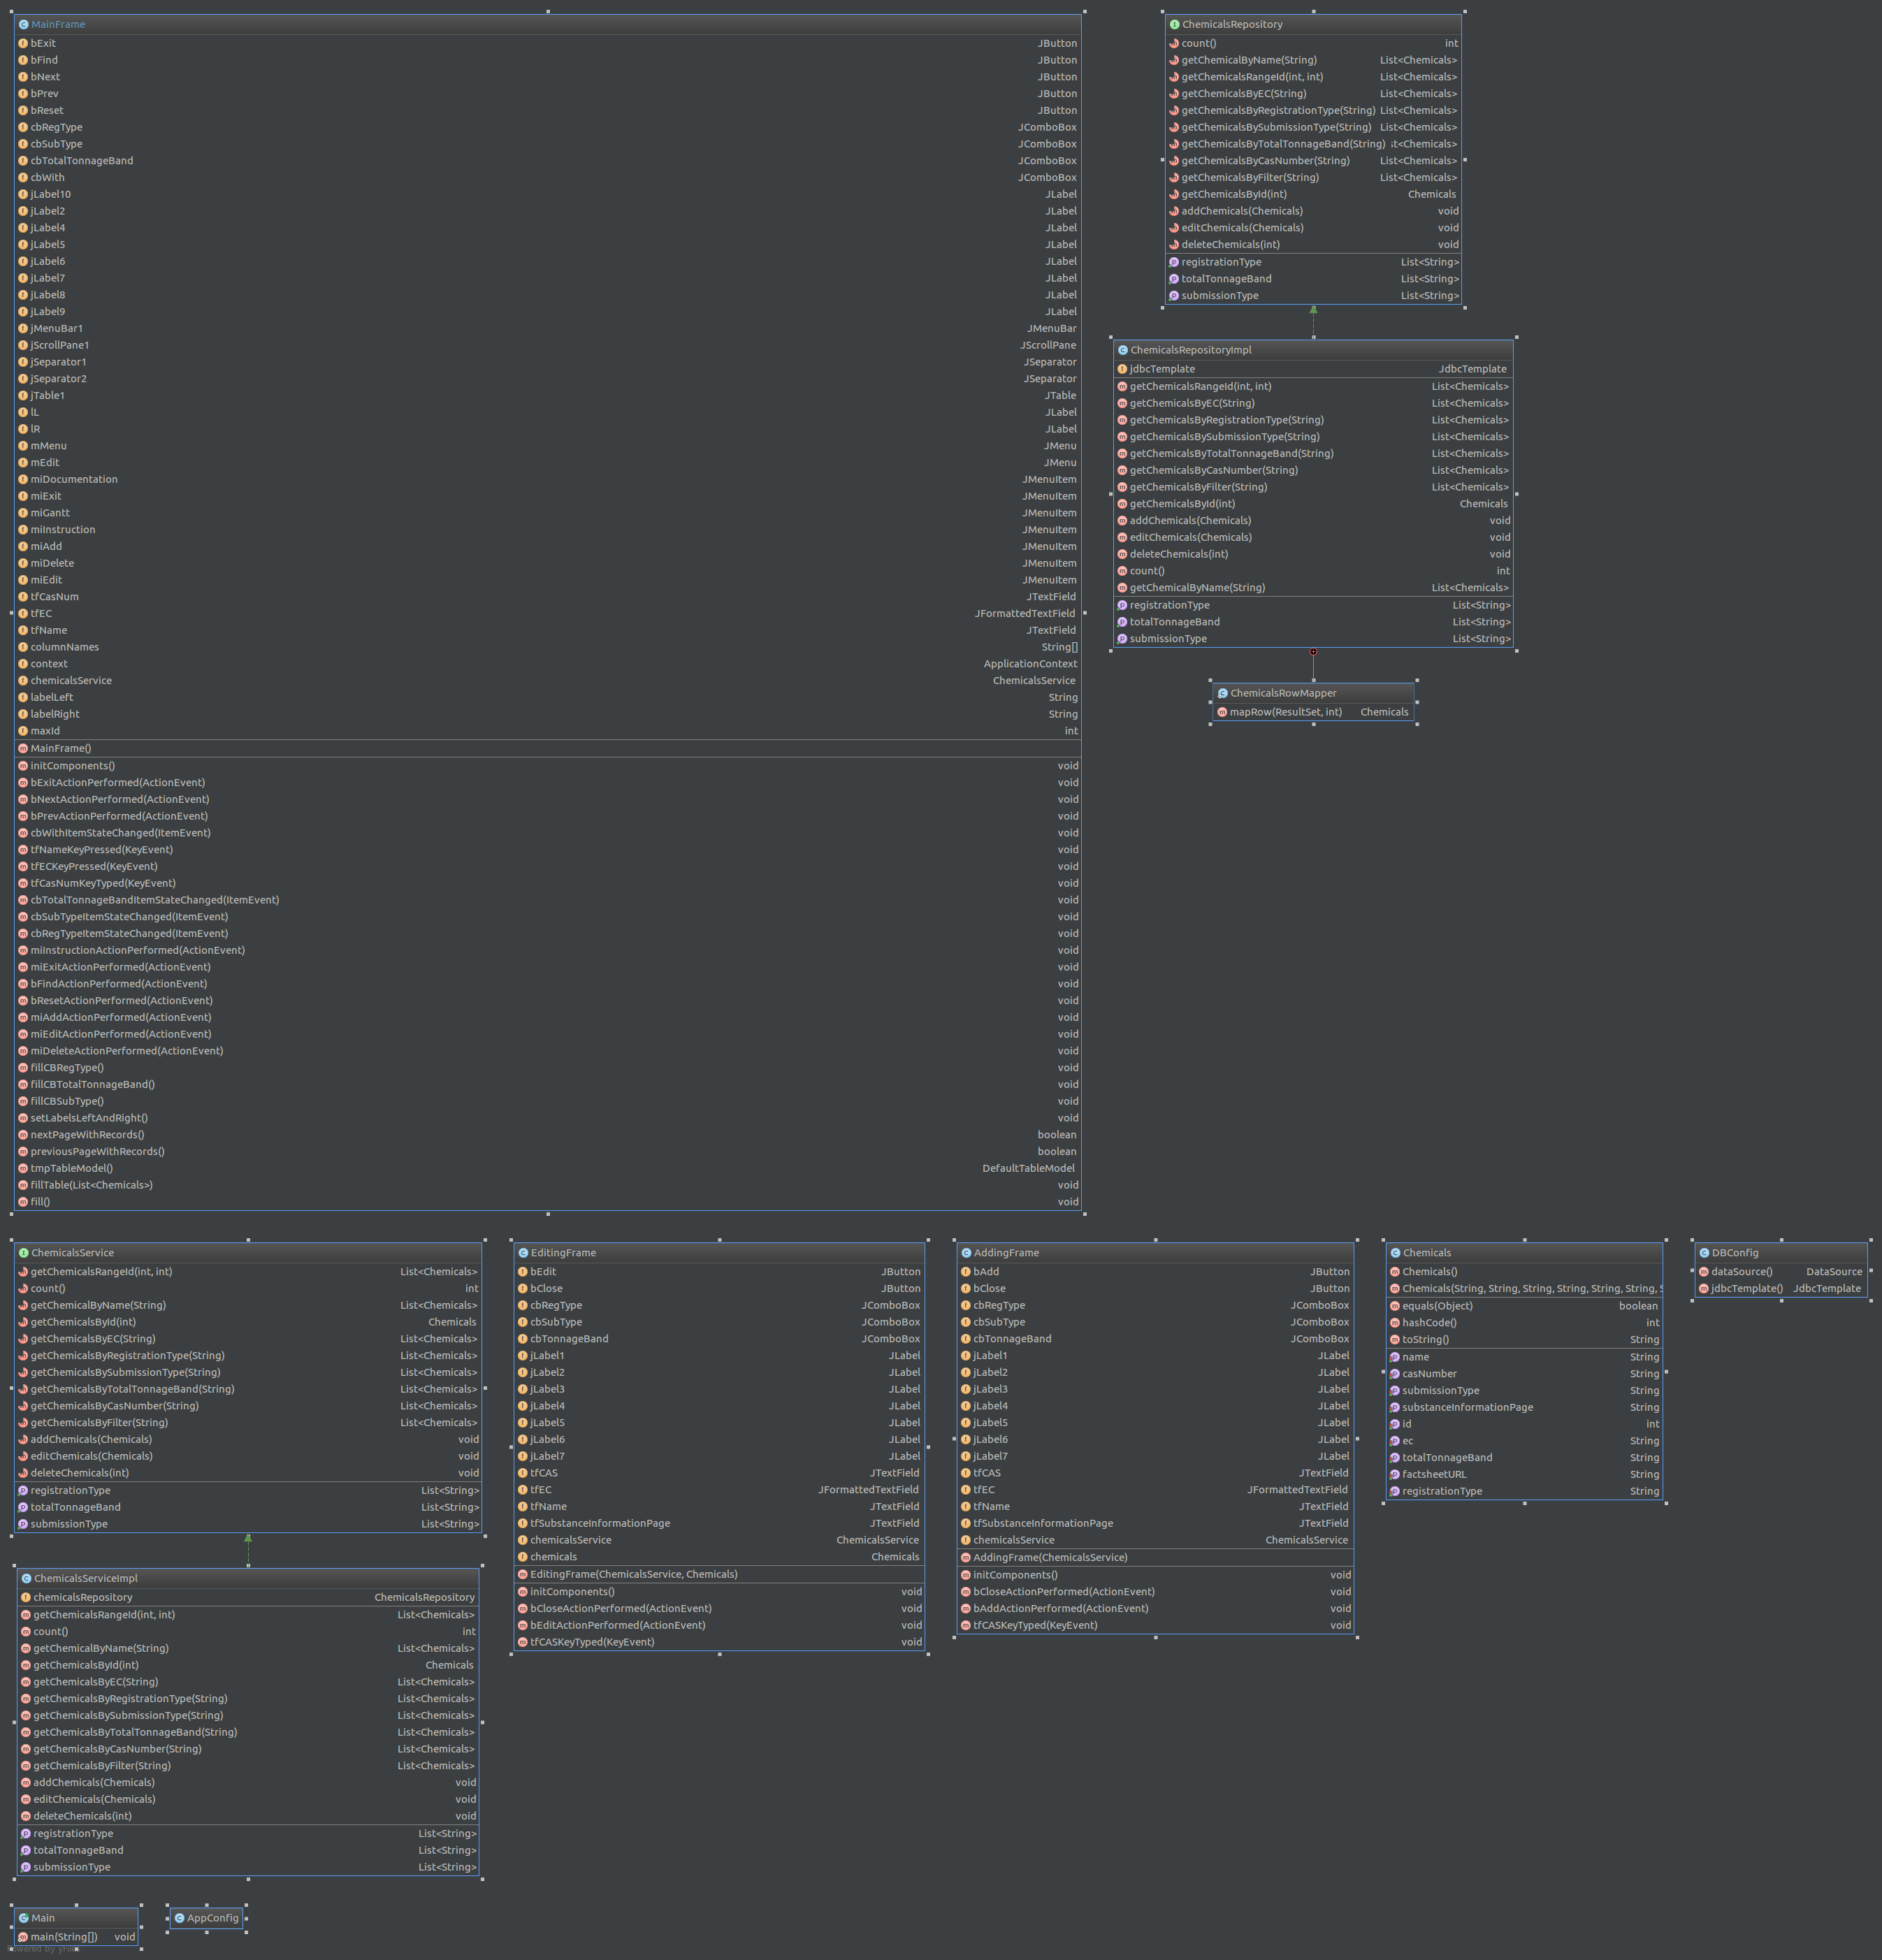 MainFrame
bExit JButton
bFind JButton
bNext JButton
bPrev JButton
bReset JButton
cbRegType JComboBox
cbSubType JComboBox
cbTotalTonnageBand JComboBox
cbWith JComboBox
jLabel10 JLabel
jLabel2 JLabel
jLabel4 JLabel
jLabel5 JLabel
jLabel6 JLabel
jLabel7 JLabel
jLabel8 JLabel
jLabel9 JLabel
jMenuBar1 JMenuBar
jScrollPane1 JScrollPane
jSeparator1 JSeparator
jSeparator2 JSeparator
jTable1 JTable
lL JLabel
lR JLabel
mMenu JMenu
mEdit JMenu
miDocumentation JMenuItem
miExit JMenuItem
miGantt JMenuItem
miInstruction JMenuItem
miAdd JMenuItem
miDelete JMenuItem
miEdit JMenuItem
tfCasNum JTextField
tfEC JFormattedTextField
tfName JTextField
columnNames String[]
context ApplicationContext
chemicalsService ChemicalsService
labelLeft String
labelRight String
maxId int
MainFrame()
initComponents() void
bExitActionPerformed(ActionEvent) void
bNextActionPerformed(ActionEvent) void
bPrevActionPerformed(ActionEvent) void
cbWithItemStateChanged(ItemEvent) void
tfNameKeyPressed(KeyEvent) void
tfECKeyPressed(KeyEvent) void
tfCasNumKeyTyped(KeyEvent) void
cbTotalTonnageBandItemStateChanged(ItemEvent) void
cbSubTypeItemStateChanged(ItemEvent) void
cbRegTypeItemStateChanged(ItemEvent) void
miInstructionActionPerformed(ActionEvent) void
miExitActionPerformed(ActionEvent) void
bFindActionPerformed(ActionEvent) void
bResetActionPerformed(ActionEvent) void
miAddActionPerformed(ActionEvent) void
miEditActionPerformed(ActionEvent) void
miDeleteActionPerformed(ActionEvent) void
fillCBRegType() void
fillCBTotalTonnageBand() void
fillCBSubType() void
setLabelsLeftAndRight() void
nextPageWithRecords() boolean
previousPageWithRecords() boolean
tmpTableModel() DefaultTableModel
fillTable(List<Chemicals>) void
fill() void
ChemicalsRepository
count() int
getChemicalByName(String) List<Chemicals>
getChemicalsRangeId(int, int) List<Chemicals>
getChemicalsByEC(String) List<Chemicals>
getChemicalsByRegistrationType(String) List<Chemicals>
getChemicalsBySubmissionType(String) List<Chemicals>
getChemicalsByTotalTonnageBand(String) st<Chemicals>
getChemicalsByCasNumber(String) List<Chemicals>
getChemicalsByFilter(String) List<Chemicals>
getChemicalsById(int) Chemicals
addChemicals(Chemicals) void
editChemicals(Chemicals) void
deleteChemicals(int) void
registrationType List<String>
totalTonnageBand List<String>
submissionType List<String>
ChemicalsRepositoryImpl
jdbcTemplate JdbcTemplate
getChemicalsRangeId(int, int) List<Chemicals>
getChemicalsByEC(String) List<Chemicals>
getChemicalsByRegistrationType(String) List<Chemicals>
getChemicalsBySubmissionType(String) List<Chemicals>
getChemicalsByTotalTonnageBand(String) List<Chemicals>
getChemicalsByCasNumber(String) List<Chemicals>
getChemicalsByFilter(String) List<Chemicals>
getChemicalsById(int) Chemicals
addChemicals(Chemicals) void
editChemicals(Chemicals) void
deleteChemicals(int) void
count() int
getChemicalByName(String) List<Chemicals>
registrationType List<String>
totalTonnageBand List<String>
submissionType List<String>
ChemicalsRowMapper
mapRow(ResultSet, int) Chemicals
ChemicalsService
getChemicalsRangeId(int, int) List<Chemicals>
count() int
getChemicalByName(String) List<Chemicals>
getChemicalsById(int) Chemicals
getChemicalsByEC(String) List<Chemicals>
getChemicalsByRegistrationType(String) List<Chemicals>
getChemicalsBySubmissionType(String) List<Chemicals>
getChemicalsByTotalTonnageBand(String) List<Chemicals>
getChemicalsByCasNumber(String) List<Chemicals>
getChemicalsByFilter(String) List<Chemicals>
addChemicals(Chemicals) void
editChemicals(Chemicals) void
deleteChemicals(int) void
registrationType List<String>
totalTonnageBand List<String>
submissionType List<String>
ChemicalsServiceImpl
chemicalsRepository ChemicalsRepository
getChemicalsRangeId(int, int) List<Chemicals>
count() int
getChemicalByName(String) List<Chemicals>
getChemicalsById(int) Chemicals
getChemicalsByEC(String) List<Chemicals>
getChemicalsByRegistrationType(String) List<Chemicals>
getChemicalsBySubmissionType(String) List<Chemicals>
getChemicalsByTotalTonnageBand(String) List<Chemicals>
getChemicalsByCasNumber(String) List<Chemicals>
getChemicalsByFilter(String) List<Chemicals>
addChemicals(Chemicals) void
editChemicals(Chemicals) void
deleteChemicals(int) void
registrationType List<String>
totalTonnageBand List<String>
submissionType List<String>
EditingFrame
bEdit JButton
bClose JButton
cbRegType JComboBox
cbSubType JComboBox
cbTonnageBand JComboBox
jLabel1 JLabel
jLabel2 JLabel
jLabel3 JLabel
jLabel4 JLabel
jLabel5 JLabel
jLabel6 JLabel
jLabel7 JLabel
tfCAS JTextField
tfEC JFormattedTextField
tfName JTextField
tfSubstanceInformationPage JTextField
chemicalsService ChemicalsService
chemicals Chemicals
EditingFrame(ChemicalsService, Chemicals)
initComponents() void
bCloseActionPerformed(ActionEvent) void
bEditActionPerformed(ActionEvent) void
tfCASKeyTyped(KeyEvent) void
AddingFrame
bAdd JButton
bClose JButton
cbRegType JComboBox
cbSubType JComboBox
cbTonnageBand JComboBox
jLabel1 JLabel
jLabel2 JLabel
jLabel3 JLabel
jLabel4 JLabel
jLabel5 JLabel
jLabel6 JLabel
jLabel7 JLabel
tfCAS JTextField
tfEC JFormattedTextField
tfName JTextField
tfSubstanceInformationPage JTextField
chemicalsService ChemicalsService
AddingFrame(ChemicalsService)
initComponents() void
bCloseActionPerformed(ActionEvent) void
bAddActionPerformed(ActionEvent) void
tfCASKeyTyped(KeyEvent) void
Chemicals
Chemicals()
Chemicals(String, String, String, String, String, String,
equals(Object) boolean
hashCode() int
toString() String
name String
casNumber String
submissionType String
substanceInformationPage String
id int
ec String
totalTonnageBand String
factsheetURL String
registrationType String
DBConfig
dataSource() DataSource
jdbcTemplate() JdbcTemplate
Main
main(String[]) void
AppConfig
Powered by